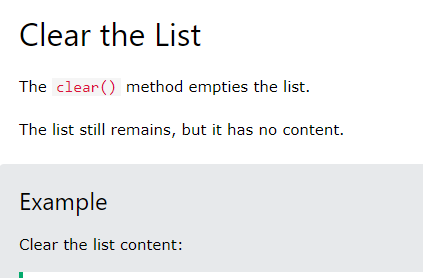 Clear the List
The clear() method empties the list.
The list still remains, but it has no content.
Example
Clear the list content: